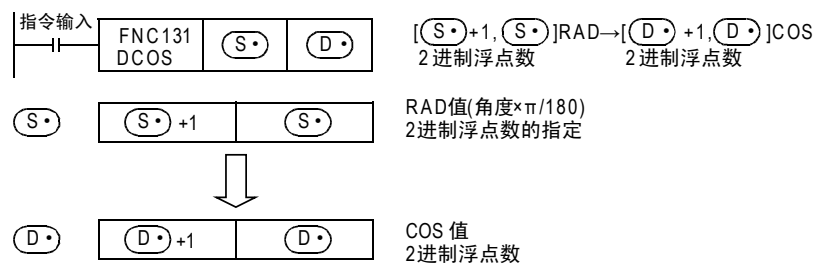 指令输入
FNC131 DCOS (S•) (D•)
[(S•)+1,(S•)]RAD→[(D•)+1,(D•)]COS
2进制浮点数 2进制浮点数
(S•) (S•)+1 (S•)
RAD值(角度×π/180)
2进制浮点数的指定
(D•) (D•)+1 (D•)
COS 值
2进制浮点数